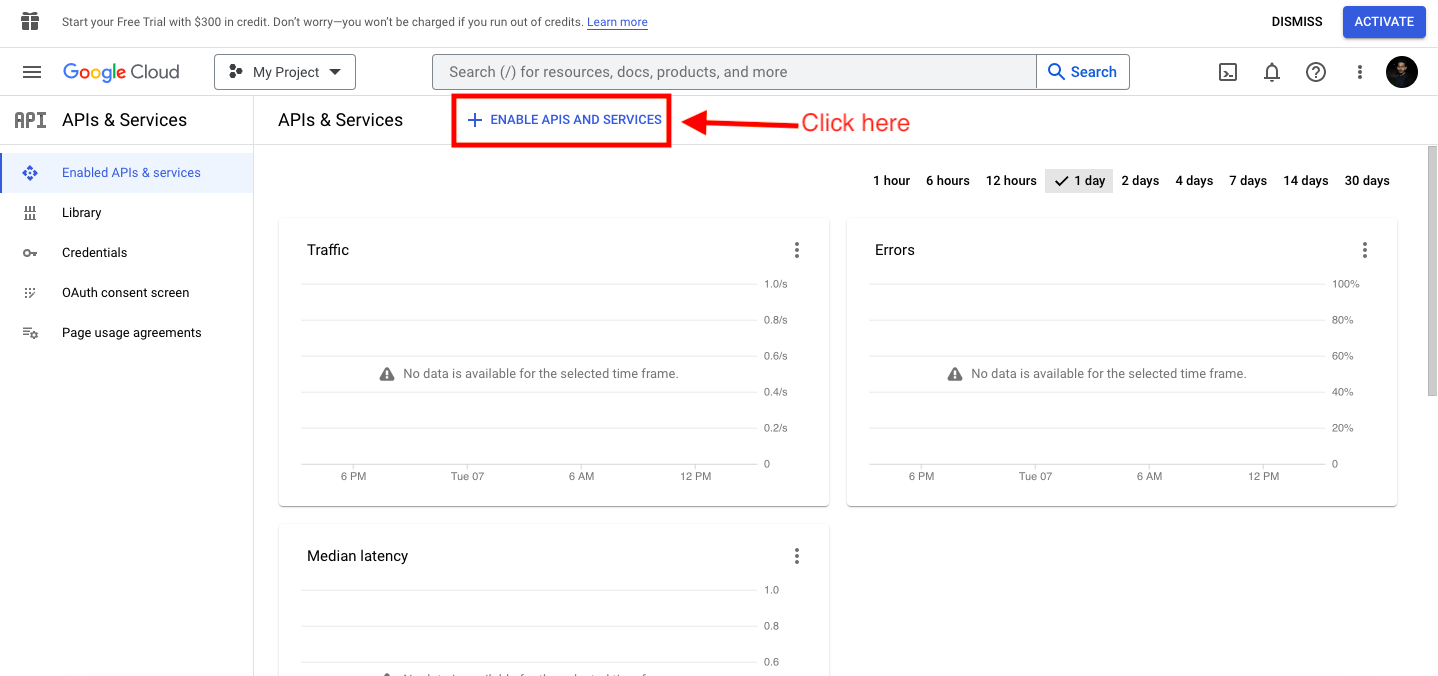 Start your Free Trial with $300 in credit. Don’t worry—you won’t be charged if you run out of credits. Learn more
DISMISS
ACTIVATE
Google Cloud
My Project
Search (/) for resources, docs, products, and more
Search
API
APIs & Services
APIs & Services
ENABLE APIS AND SERVICES
Click here
Enabled APIs & services
Library
Credentials
OAuth consent screen
Page usage agreements
1 hour 6 hours 12 hours 1 day 2 days 4 days 7 days 14 days 30 days
Traffic
1.0/s
0.8/s
0.6/s
No data is available for the selected time frame.
0.4/s
0.2/s
0
6 PM Tue 07 6 AM 12 PM
Errors
100%
80%
60%
No data is available for the selected time frame.
40%
20%
0
6 PM Tue 07 6 AM 12 PM
Median latency
1.0
0.8
0.6